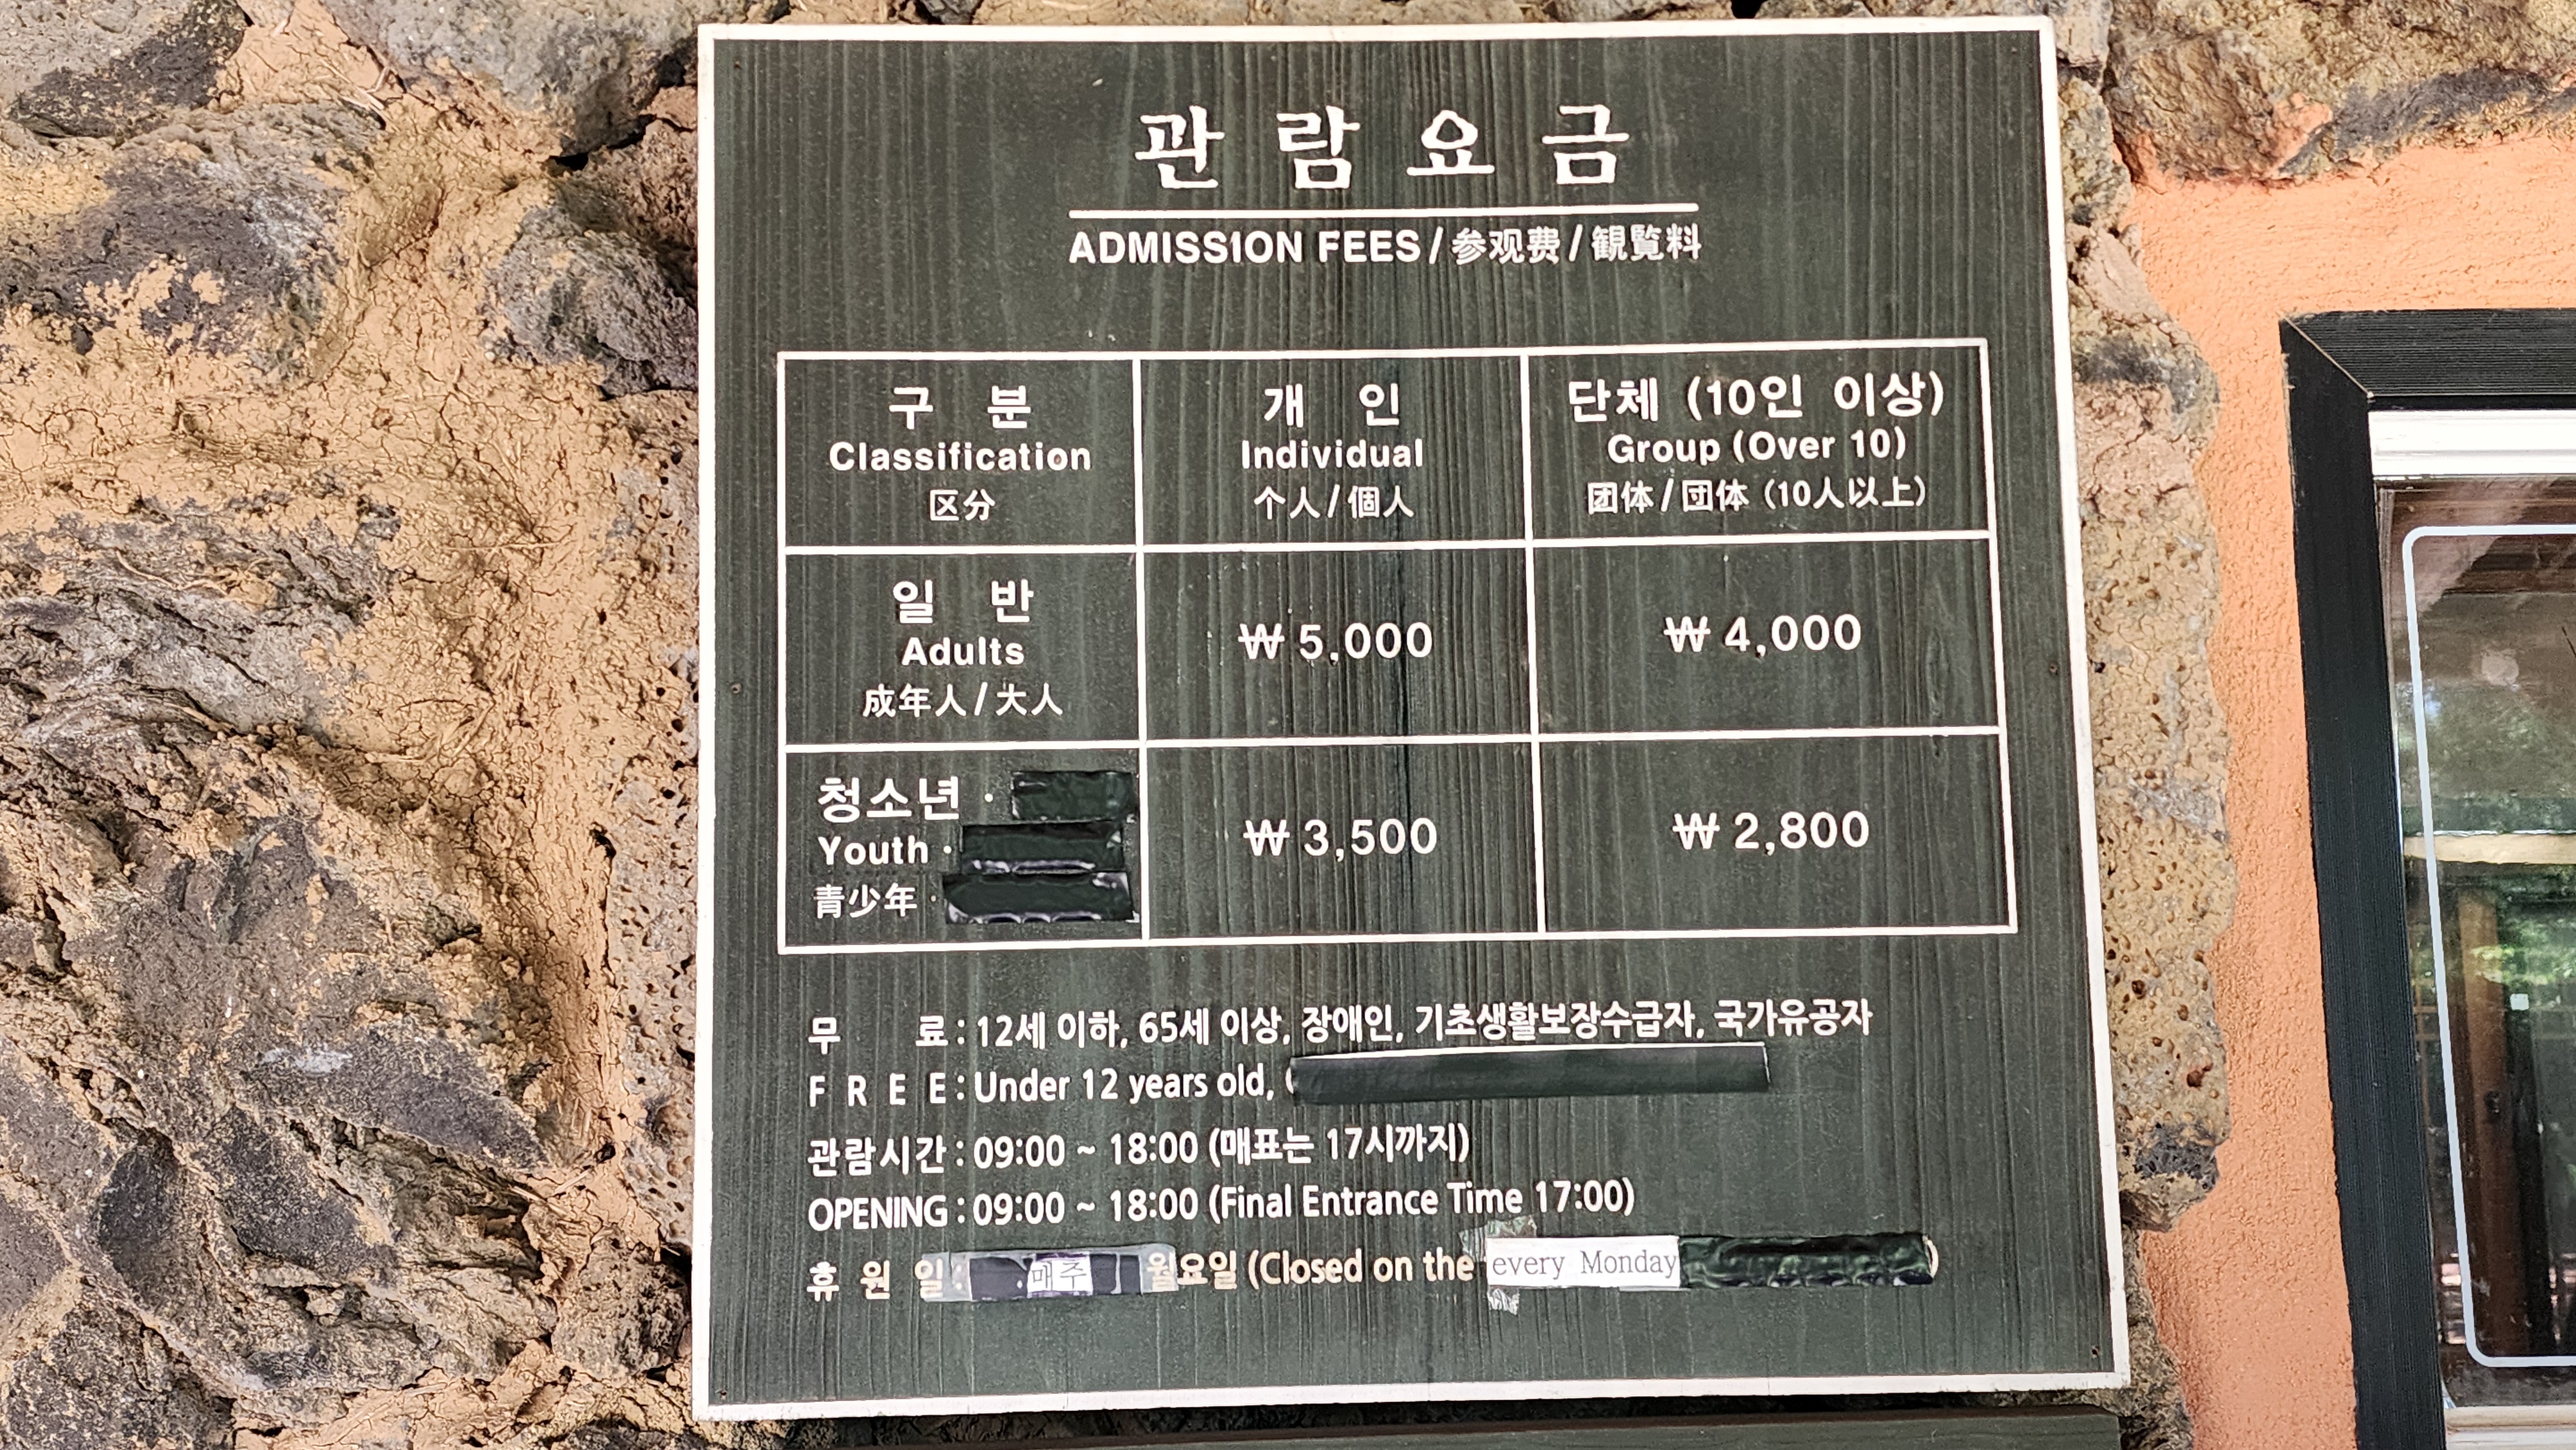 관람요금
ADMISSION FEES / 参观费 / 観覧料
구 분
Classification
区分
개 인
Individual
个人 / 個人
단체 (10인 이상)
Group (Over 10)
团体 / 団体 (10人以上)
일 반
Adults
成年人 / 大人
₩ 5,000
₩ 4,000
청소년 ·
Youth ·
青少年 ·
₩ 3,500
₩ 2,800
무 료 : 12세 이하, 65세 이상, 장애인, 기초생활보장수급자, 국가유공자
F R E E : Under 12 years old,
관람시간 : 09:00 ~ 18:00 (매표는 17시까지)
OPENING : 09:00 ~ 18:00 (Final Entrance Time 17:00)
휴 원 일 : 매주 월요일 (Closed on the every Monday )